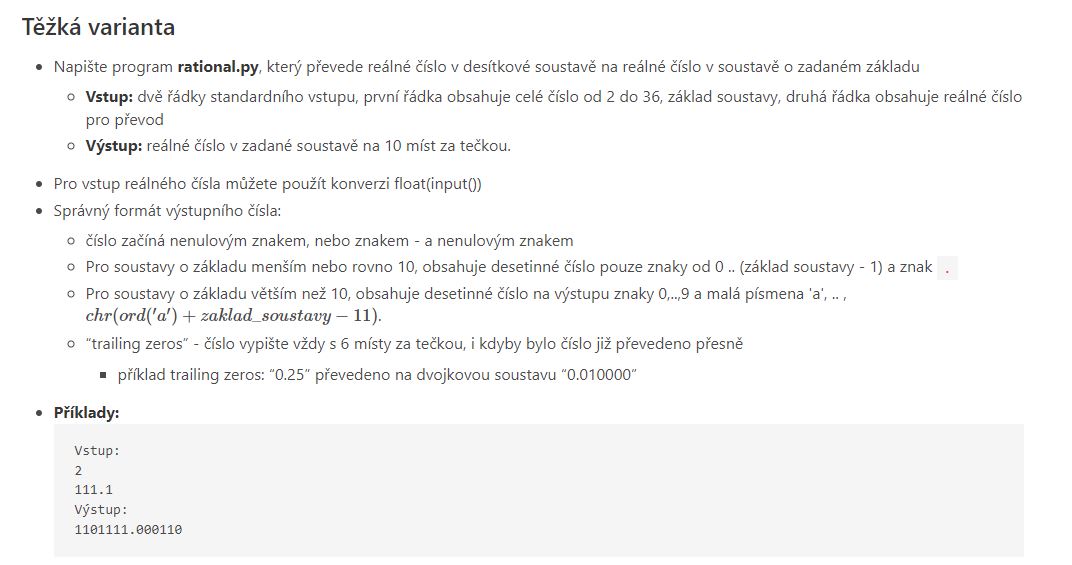 Těžká varianta
Napište program rational.py, který převede reálné číslo v desítkové soustavě na reálné číslo v soustavě o zadaném základu
Vstup: dvě řádky standardního vstupu, první řádka obsahuje celé číslo od 2 do 36, základ soustavy, druhá řádka obsahuje reálné číslo
pro převod
Výstup: reálné číslo v zadané soustavě na 10 míst za tečkou.
Pro vstup reálného čísla můžete použít konverzi float(input())
Správný formát výstupního čísla:
číslo začíná nenulovým znakem, nebo znakem - a nenulovým znakem
Pro soustavy o základu menším nebo rovno 10, obsahuje desetinné číslo pouze znaky od 0 .. (základ soustavy - 1) a znak .
Pro soustavy o základu větším než 10, obsahuje desetinné číslo na výstupu znaky 0,..,9 a malá písmena 'a', .. ,
chr(ord('a') + zaklad_soustavy − 11).
“trailing zeros” - číslo vypište vždy s 6 místy za tečkou, i kdyby bylo číslo již převedeno přesně
příklad trailing zeros: “0.25” převedeno na dvojkovou soustavu “0.010000”
Příklady:
Vstup:
2
111.1
Výstup:
1101111.000110